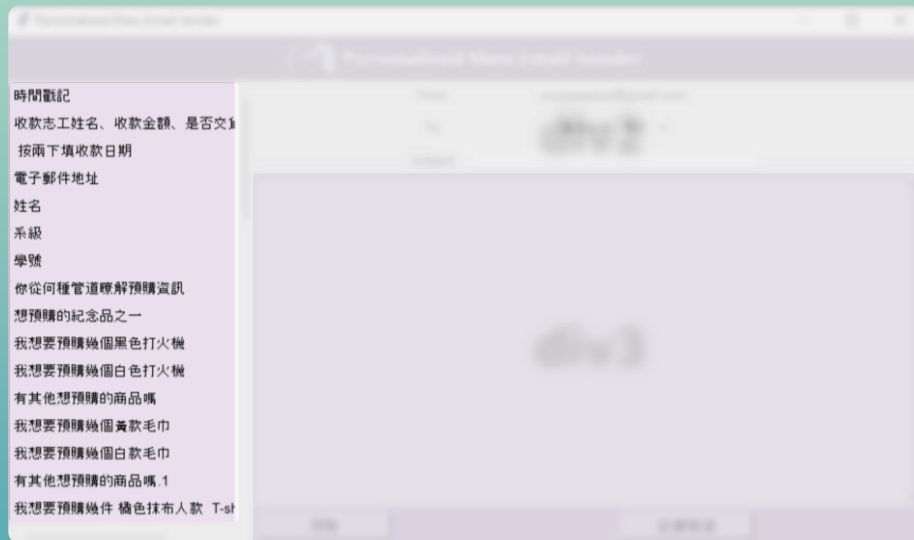 Personalized Mass Email Sender
Personalized Mass Email Sender
時間戳記
收款志工姓名、收款金額、是否交
按兩下填收款日期
電子郵件地址
姓名
系級
學號
你從何種管道瞭解預購資訊
想預購的紀念品之一
我想要預購幾個黑色打火機
我想要預購幾個白色打火機
有其他想預購的商品嗎
我想要預購幾個黃款毛巾
我想要預購幾個白款毛巾
有其他想預購的商品嗎.1
我想要預購幾件 橘色抹布人款 T-sh
div2
div3